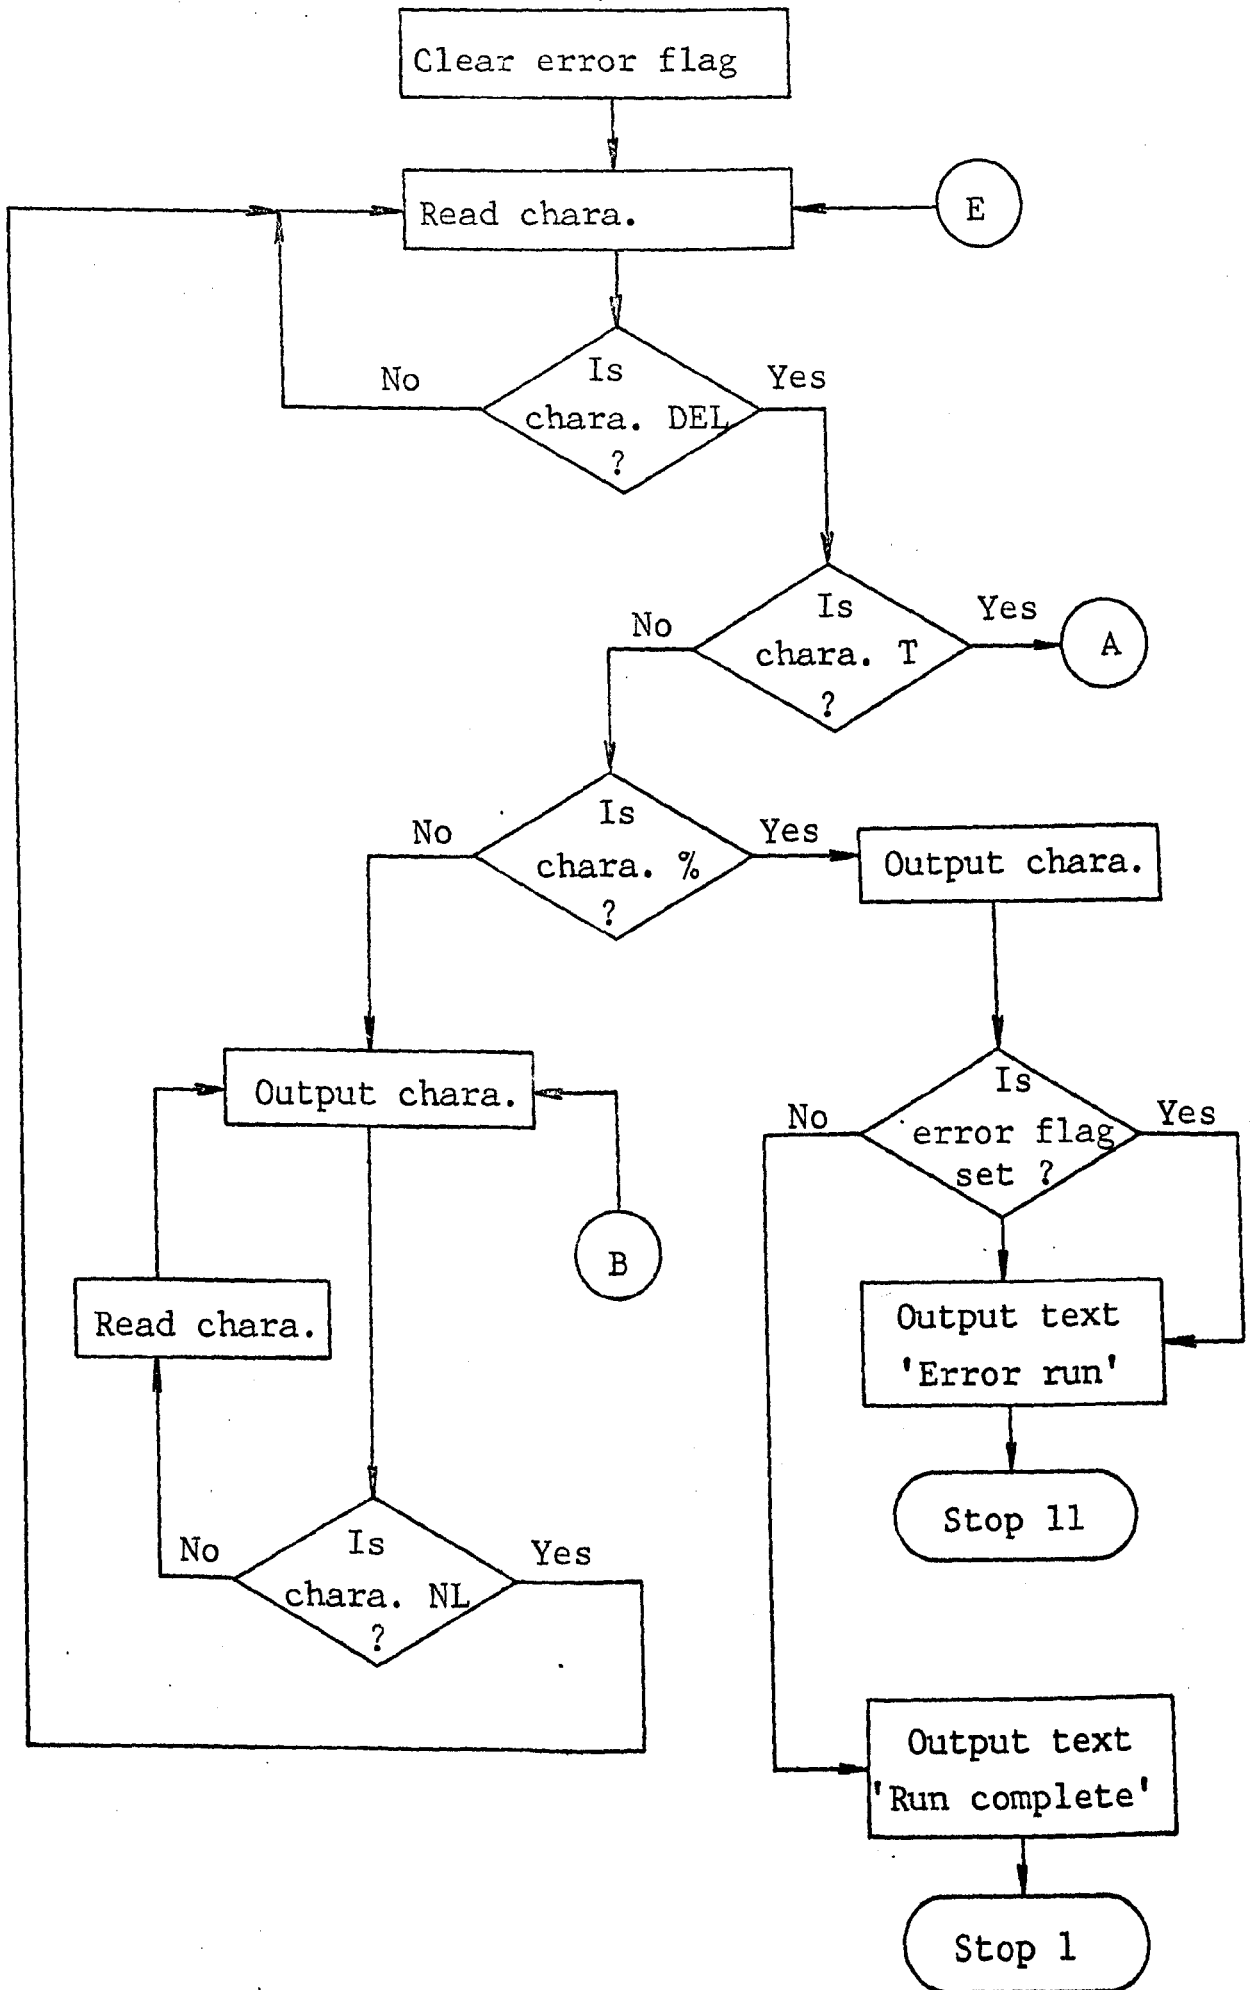 Clear error flag
Read chara.
E
No
Is
chara. DEL
?
Yes
No
Is
chara. T
?
Yes
A
No
Is
chara. %
?
Yes
Output chara.
Output chara.
B
Read chara.
No
Is
error flag
set ?
Yes
Output text
'Error run'
Stop 11
No
Is
chara. NL
?
Yes
Output text
'Run complete'
Stop 1